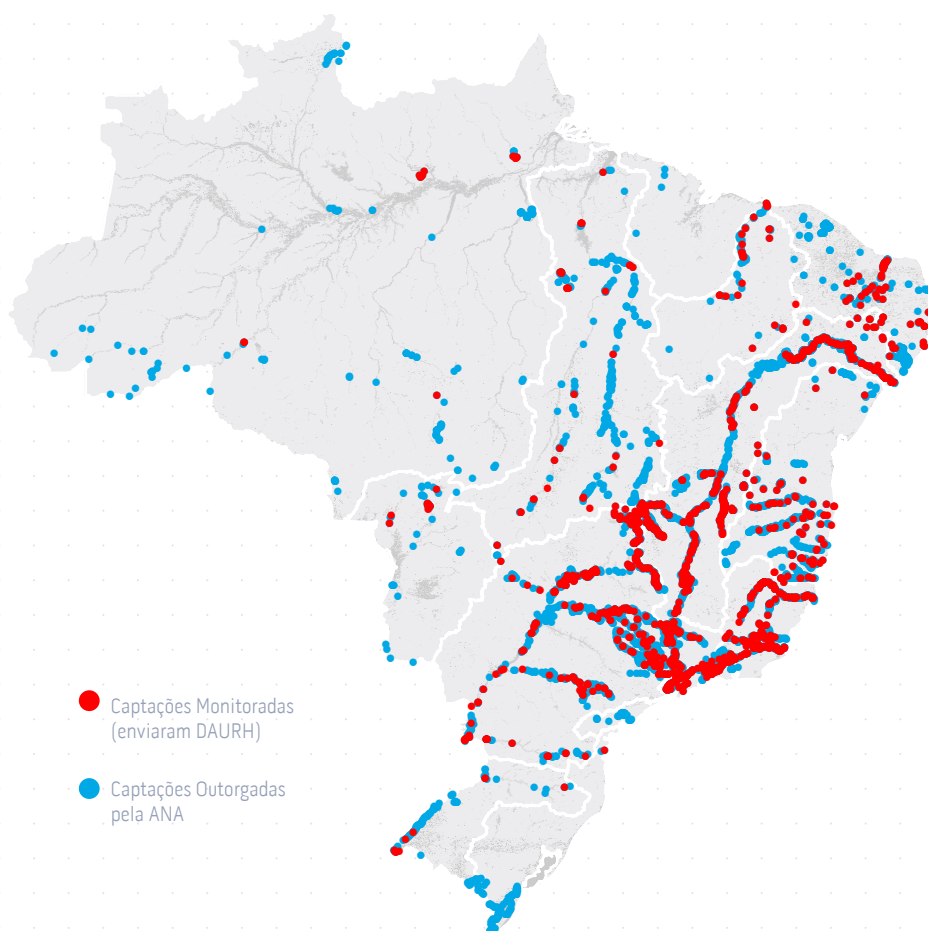 Captações Monitoradas
(enviaram DAURH)
Captações Outorgadas
pela ANA